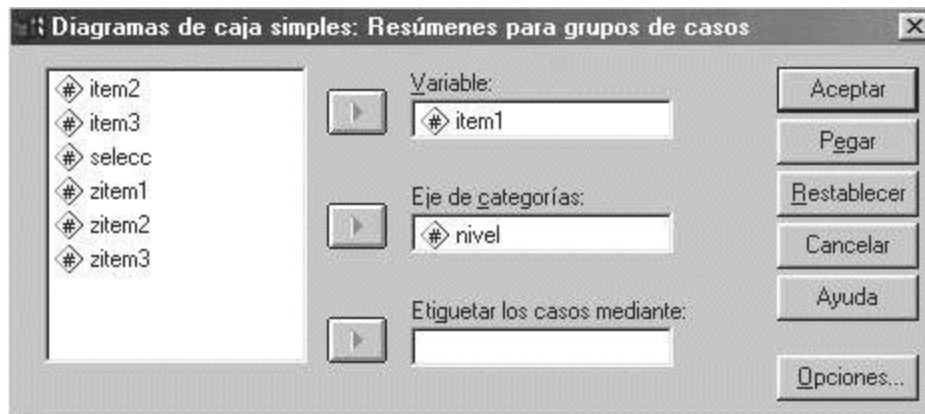 Diagramas de caja simples: Resúmenes para grupos de casos
item2
item3
selecc
zitem1
zitem2
zitem3
Variable:
item1
Eje de categorías:
nivel
Etiquetar los casos mediante:
Aceptar
Pegar
Restablecer
Cancelar
Ayuda
Opciones...